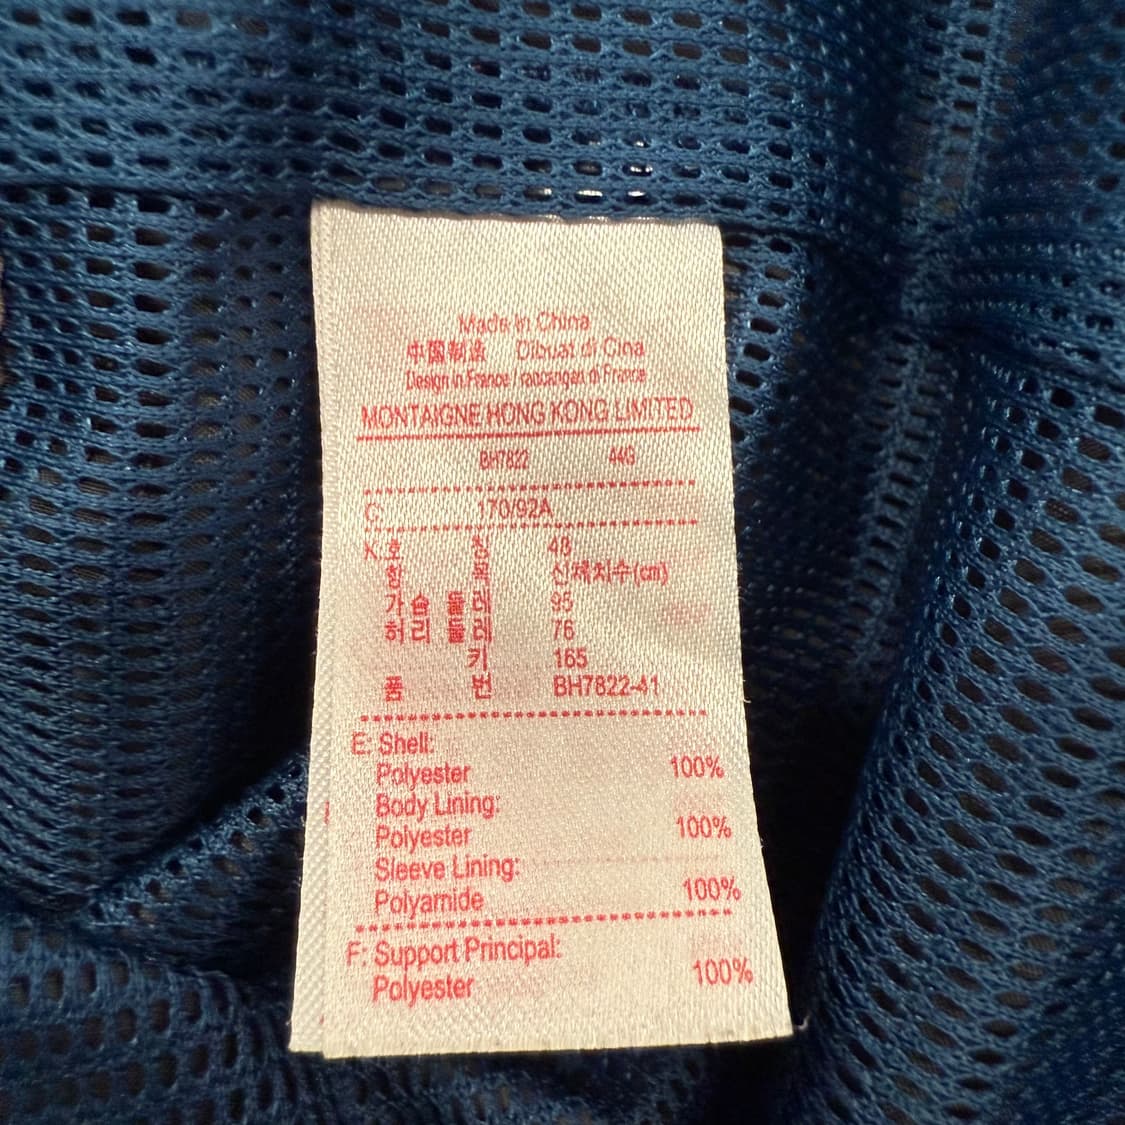 Made in China
中国制造 Dibuat di Cina
Design in France / rancangan di France
MONTAIGNE HONG KONG LIMITED
BH7822 44G
C: 170/92A
K: 호 칭 48
신체치수(cm)
가 슴 둘 레 95
허 리 둘 레 76
키 165
품 번 BH7822-41
E: Shell:
Polyester 100%
Body Lining:
Polyester 100%
Sleeve Lining:
Polyamide 100%
F: Support Principal:
Polyester 100%